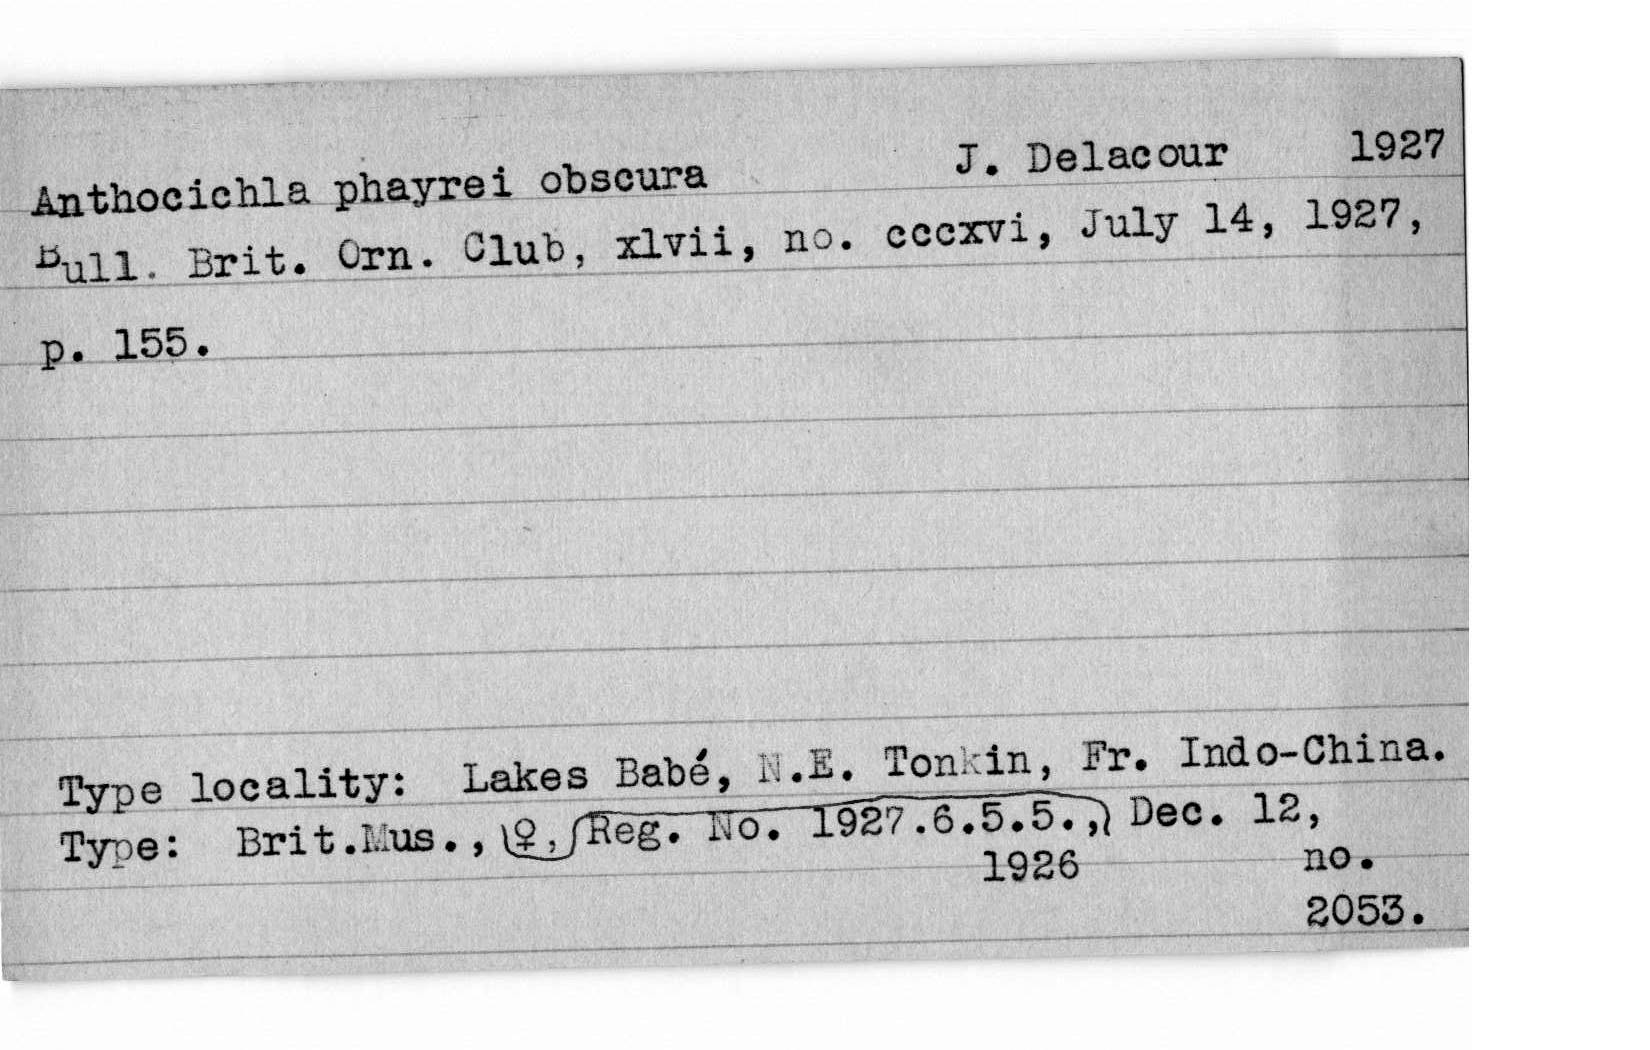 Anthocichla phayrei obscura J. Delacour 1927
Bull. Brit. Orn. Club, xlvii, no. cccxvi, July 14, 1927,
p. 155.
Type locality: Lakes Babé, N.E. Tonkin, Fr. Indo-China.
Type: Brit.Mus., ♀, Reg. No. 1927.6.5.5., Dec. 12,
1926 no.
2053.